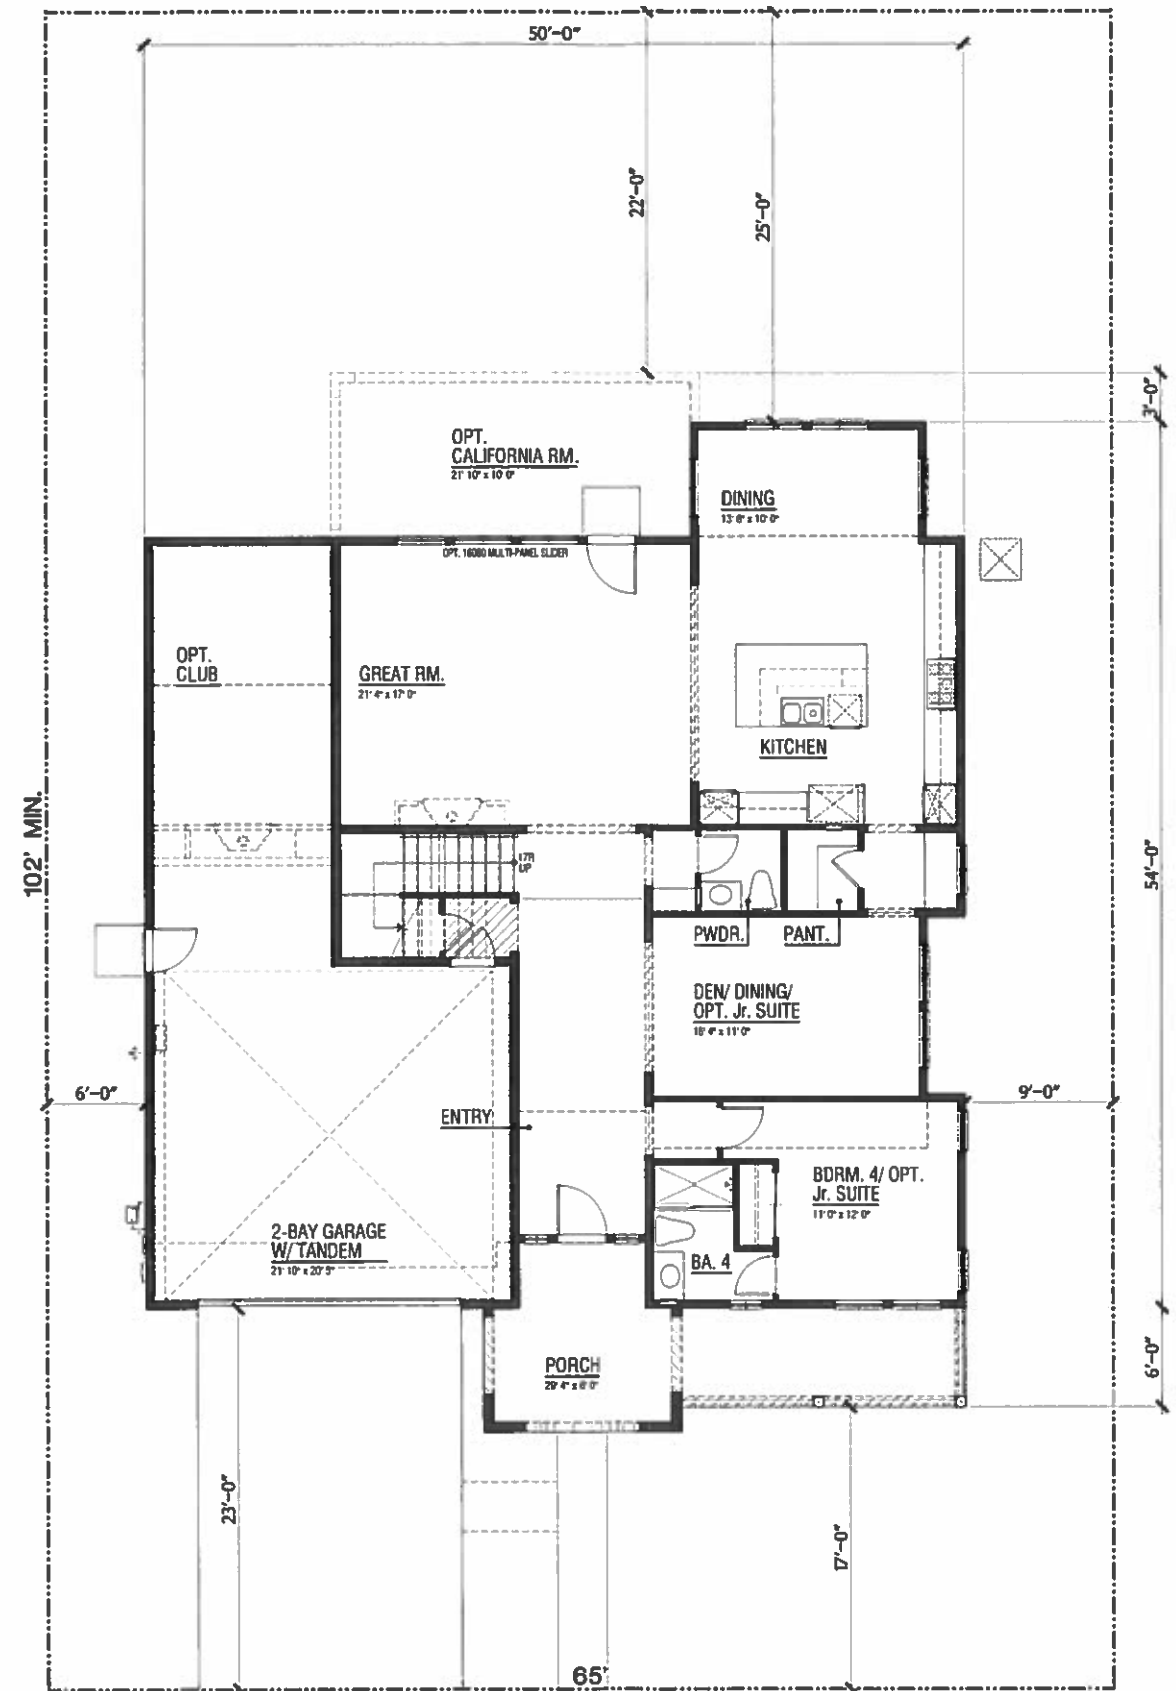 50'-0"
22'-0"
25'-0"
3'-0"
OPT.
CALIFORNIA RM.
21' 10" x 10' 0"
DINING
13' 8" x 10' 0"
OPT. 16080 MULTI-PANEL SLIDER
OPT.
CLUB
GREAT RM.
21' 4" x 17' 0"
KITCHEN
102' MIN.
17R
UP
54'-0"
PWDR.
PANT.
DEN/ DINING/
OPT. Jr. SUITE
11' 0"
6'-0"
9'-0"
ENTRY
BDRM. 4/ OPT.
Jr. SUITE
11' 0" x 12' 0"
2-BAY GARAGE
W/ TANDEM
21' 10" x 20' 5"
BA. 4
PORCH
6'-0"
23'-0"
17'-0"
65'